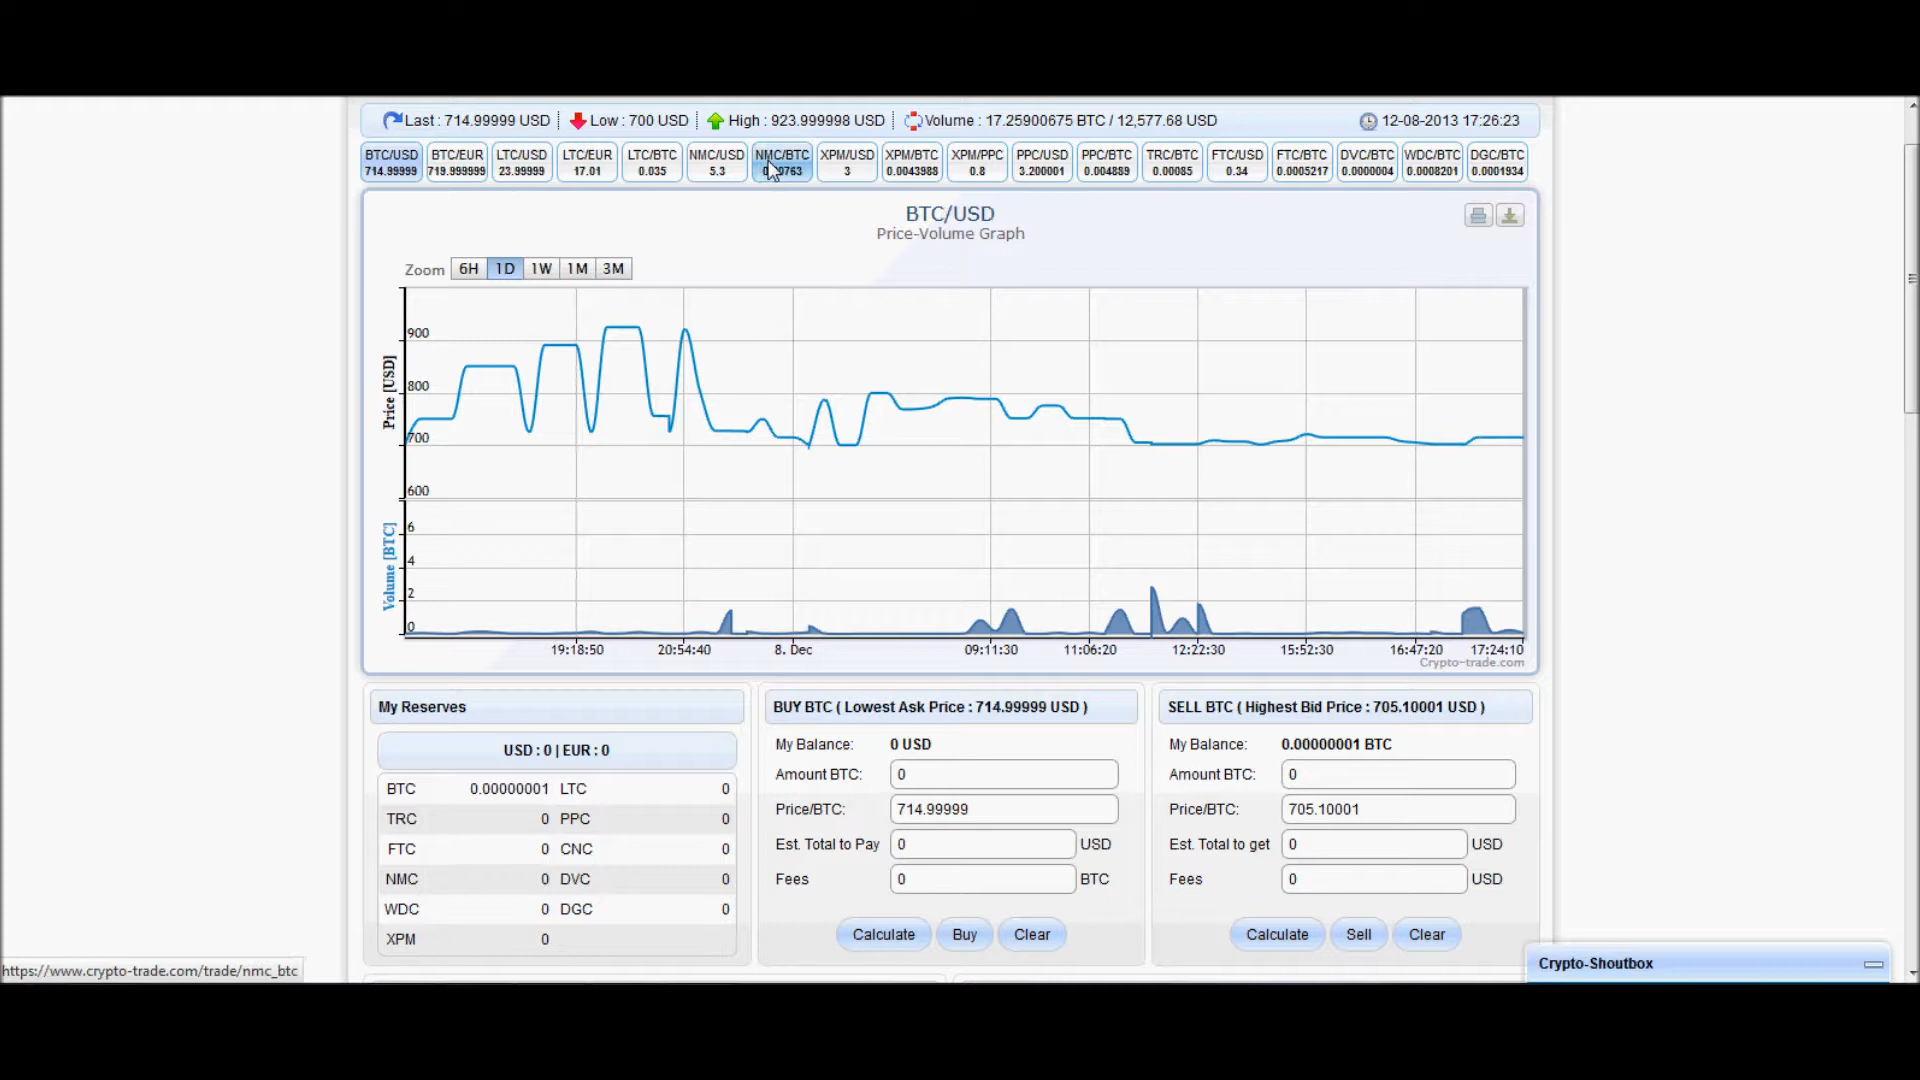 Last : 714.99999 USD Low : 700 USD High : 923.999998 USD Volume : 17.25900675 BTC / 12,577.68 USD 12-08-2013 17:26:23
BTC/USD BTC/EUR LTC/USD LTC/EUR LTC/BTC NMC/USD NMC/BTC XPM/USD XPM/BTC XPM/PPC PPC/USD PPC/BTC TRC/BTC FTC/USD FTC/BTC DVC/BTC WDC/BTC DGC/BTC
714.99999 719.999999 23.99999 17.01 0.035 5.3 3 0.0043988 0.8 3.200001 0.004889 0.00085 0.34 0.0005217 0.0000004 0.0008201 0.0001934
BTC/USD
Price-Volume Graph
Zoom 6H 1D 1W 1M 3M
Price [USD]
900
800
700
600
Volume [BTC]
6
4
2
0
19:18:50 20:54:40 8. Dec 09:11:30 11:06:20 12:22:30 15:52:30 16:47:20 17:24:10
Crypto-trade.com
My Reserves
USD : 0 | EUR : 0
BTC 0.00000001 LTC 0
TRC 0 PPC 0
FTC 0 CNC 0
NMC 0 DVC 0
WDC 0 DGC 0
XPM 0
BUY BTC ( Lowest Ask Price : 714.99999 USD )
My Balance: 0 USD
Amount BTC: 0
Price/BTC: 714.99999
Est. Total to Pay 0 USD
Fees 0 BTC
Calculate Buy Clear
SELL BTC ( Highest Bid Price : 705.10001 USD )
My Balance: 0.00000001 BTC
Amount BTC: 0
Price/BTC: 705.10001
Est. Total to get 0 USD
Fees 0 USD
Calculate Sell Clear
https://www.crypto-trade.com/trade/nmc_btc
Crypto-Shoutbox